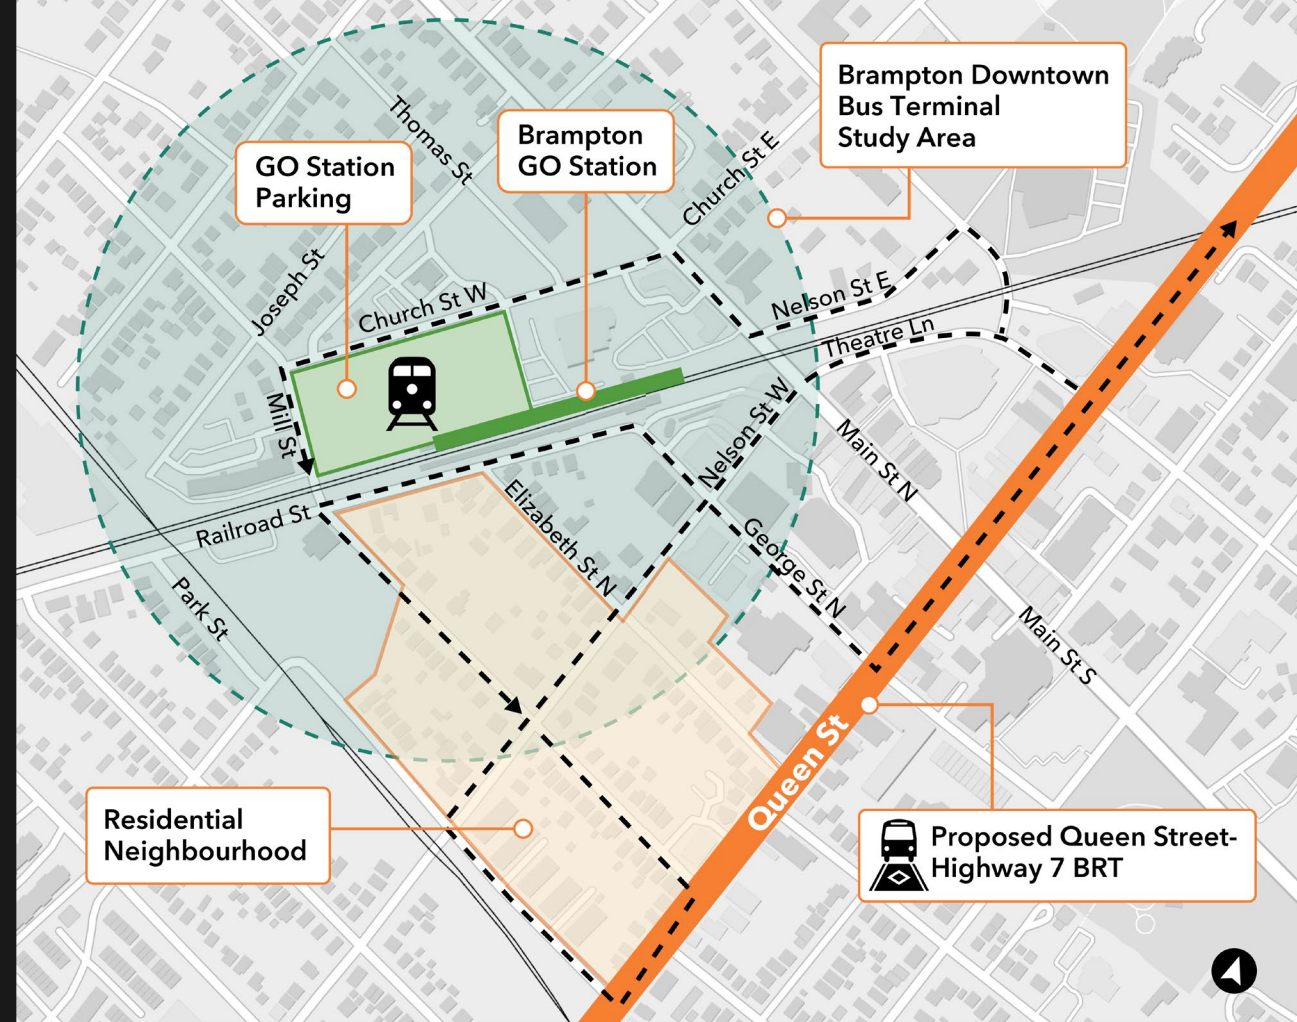 Brampton Downtown
Bus Terminal
Study Area
Brampton
GO Station
GO Station
Parking
Thomas St
Church St E
Joseph St
Church St W
Nelson St E
Theatre Ln
Mill St
Nelson St W
Main St N
Railroad St
Elizabeth St N
George St N
Park St
Main St S
Queen St
Residential
Neighbourhood
Proposed Queen Street-
Highway 7 BRT